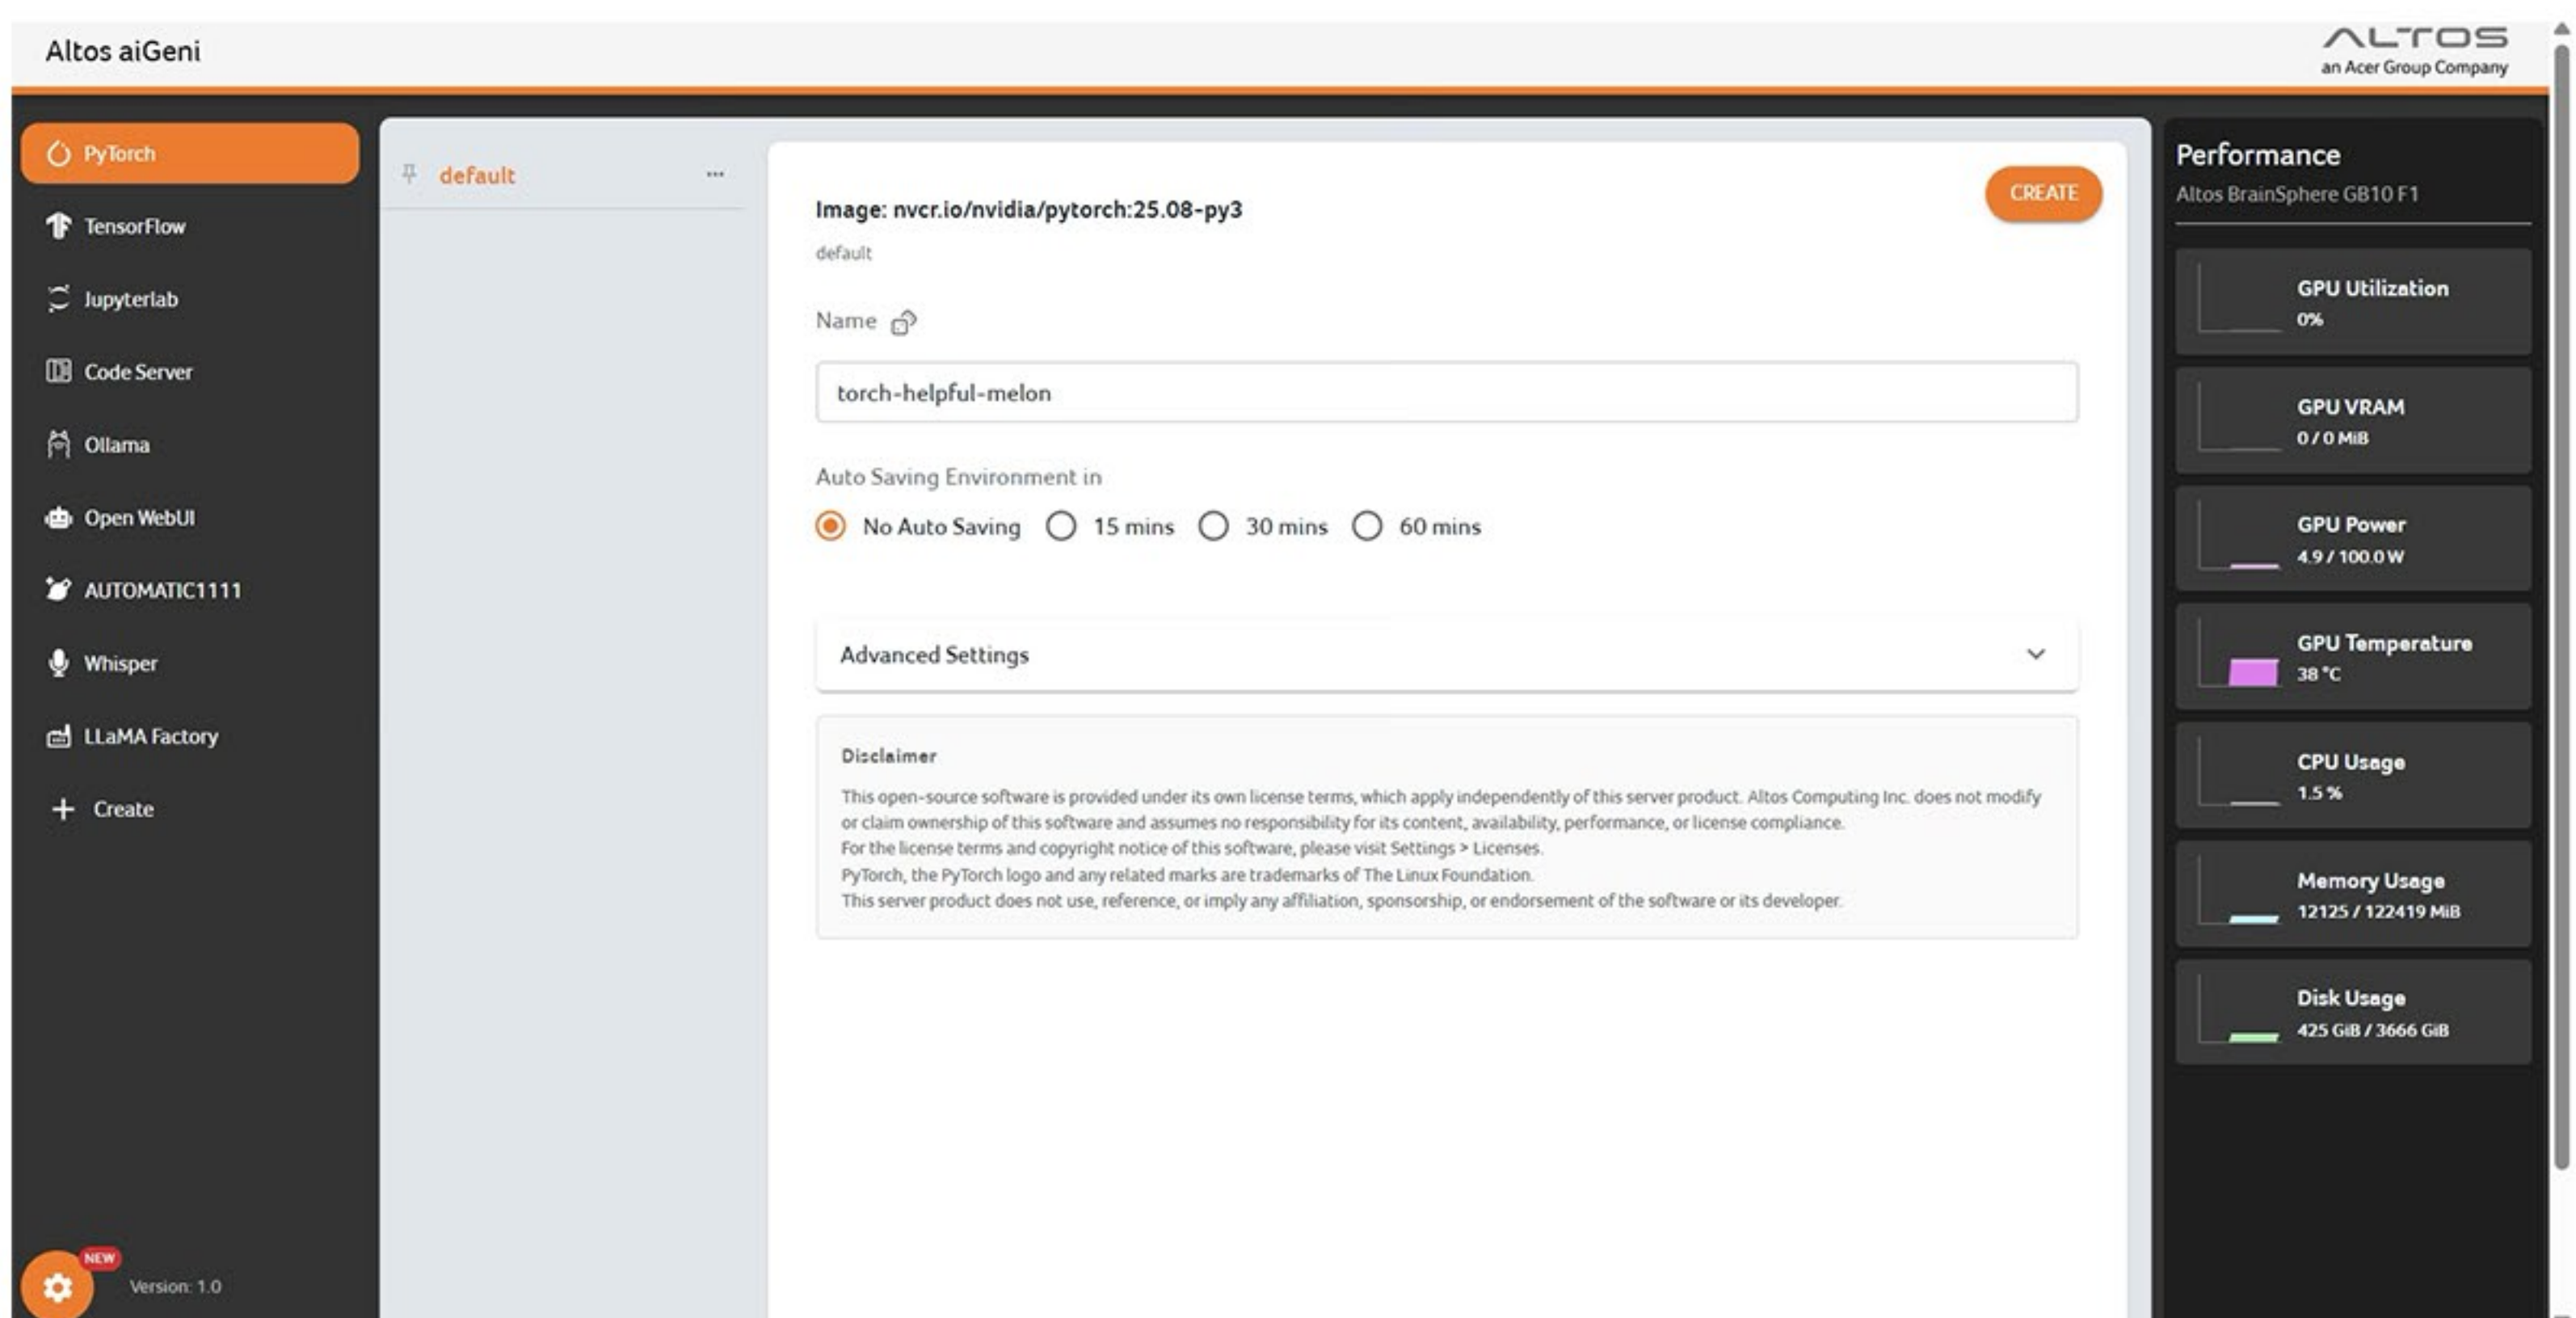 Altos aiGeni
ALTOS
an Acer Group Company
PyTorch
TensorFlow
Jupyterlab
Code Server
Ollama
Open WebUI
AUTOMATIC1111
Whisper
LLaMA Factory
+ Create
NEW
Version: 1.0
default
...
Image: nvcr.io/nvidia/pytorch:25.08-py3
CREATE
default
Name
torch-helpful-melon
Auto Saving Environment in
No Auto Saving 15 mins 30 mins 60 mins
Advanced Settings
Disclaimer
This open-source software is provided under its own license terms, which apply independently of this server product. Altos Computing Inc. does not modify
or claim ownership of this software and assumes no responsibility for its content, availability, performance, or license compliance.
For the license terms and copyright notice of this software, please visit Settings > Licenses.
PyTorch, the PyTorch logo and any related marks are trademarks of The Linux Foundation.
This server product does not use, reference, or imply any affiliation, sponsorship, or endorsement of the software or its developer.
Performance
Altos BrainSphere GB10 F1
GPU Utilization
0%
GPU VRAM
0 / 0 MiB
GPU Power
4.9 / 100.0 W
GPU Temperature
38 °C
CPU Usage
1.5 %
Memory Usage
12125 / 122419 MiB
Disk Usage
425 GiB / 3666 GiB